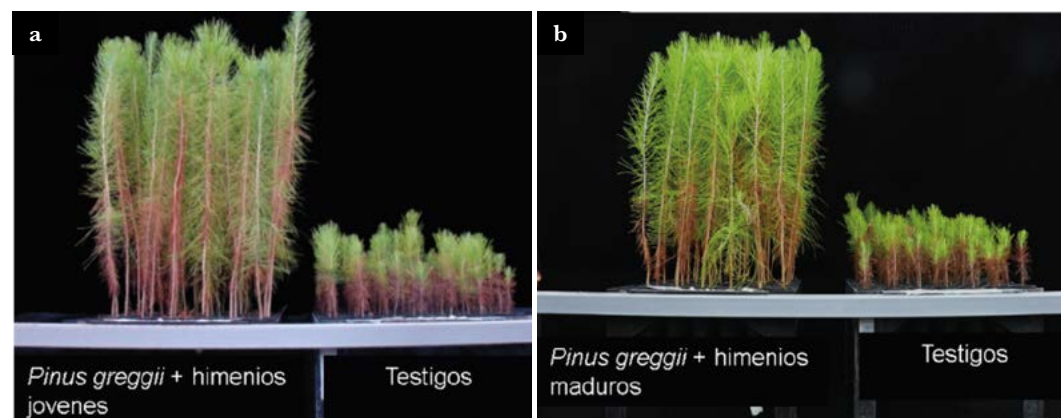 a
b
Pinus greggii + himenios
jovenes
Testigos
Pinus greggii + himenios
maduros
Testigos